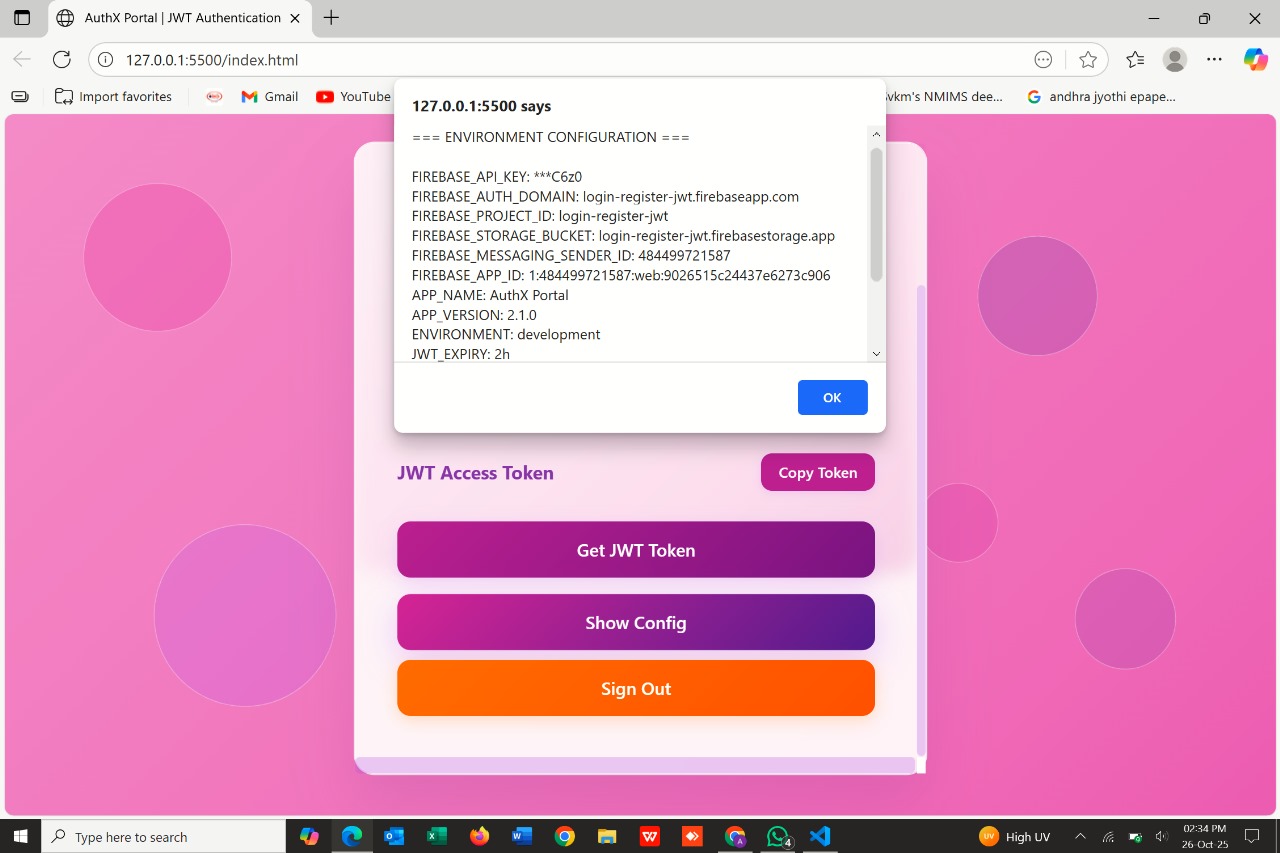 AuthX Portal | JWT Authentication
127.0.0.1:5500/index.html
Import favorites
Gmail
YouTube
svkm's NMIMS dee...
andhra jyothi epape...
127.0.0.1:5500 says
=== ENVIRONMENT CONFIGURATION ===
FIREBASE_API_KEY: ***C6z0
FIREBASE_AUTH_DOMAIN: login-register-jwt.firebaseapp.com
FIREBASE_PROJECT_ID: login-register-jwt
FIREBASE_STORAGE_BUCKET: login-register-jwt.firebasestorage.app
FIREBASE_MESSAGING_SENDER_ID: 484499721587
FIREBASE_APP_ID: 1:484499721587:web:9026515c24437e6273c906
APP_NAME: AuthX Portal
APP_VERSION: 2.1.0
ENVIRONMENT: development
JWT_EXPIRY: 2h
OK
JWT Access Token
Copy Token
Get JWT Token
Show Config
Sign Out
Type here to search
UV
High UV
4
02:34 PM
26-Oct-25